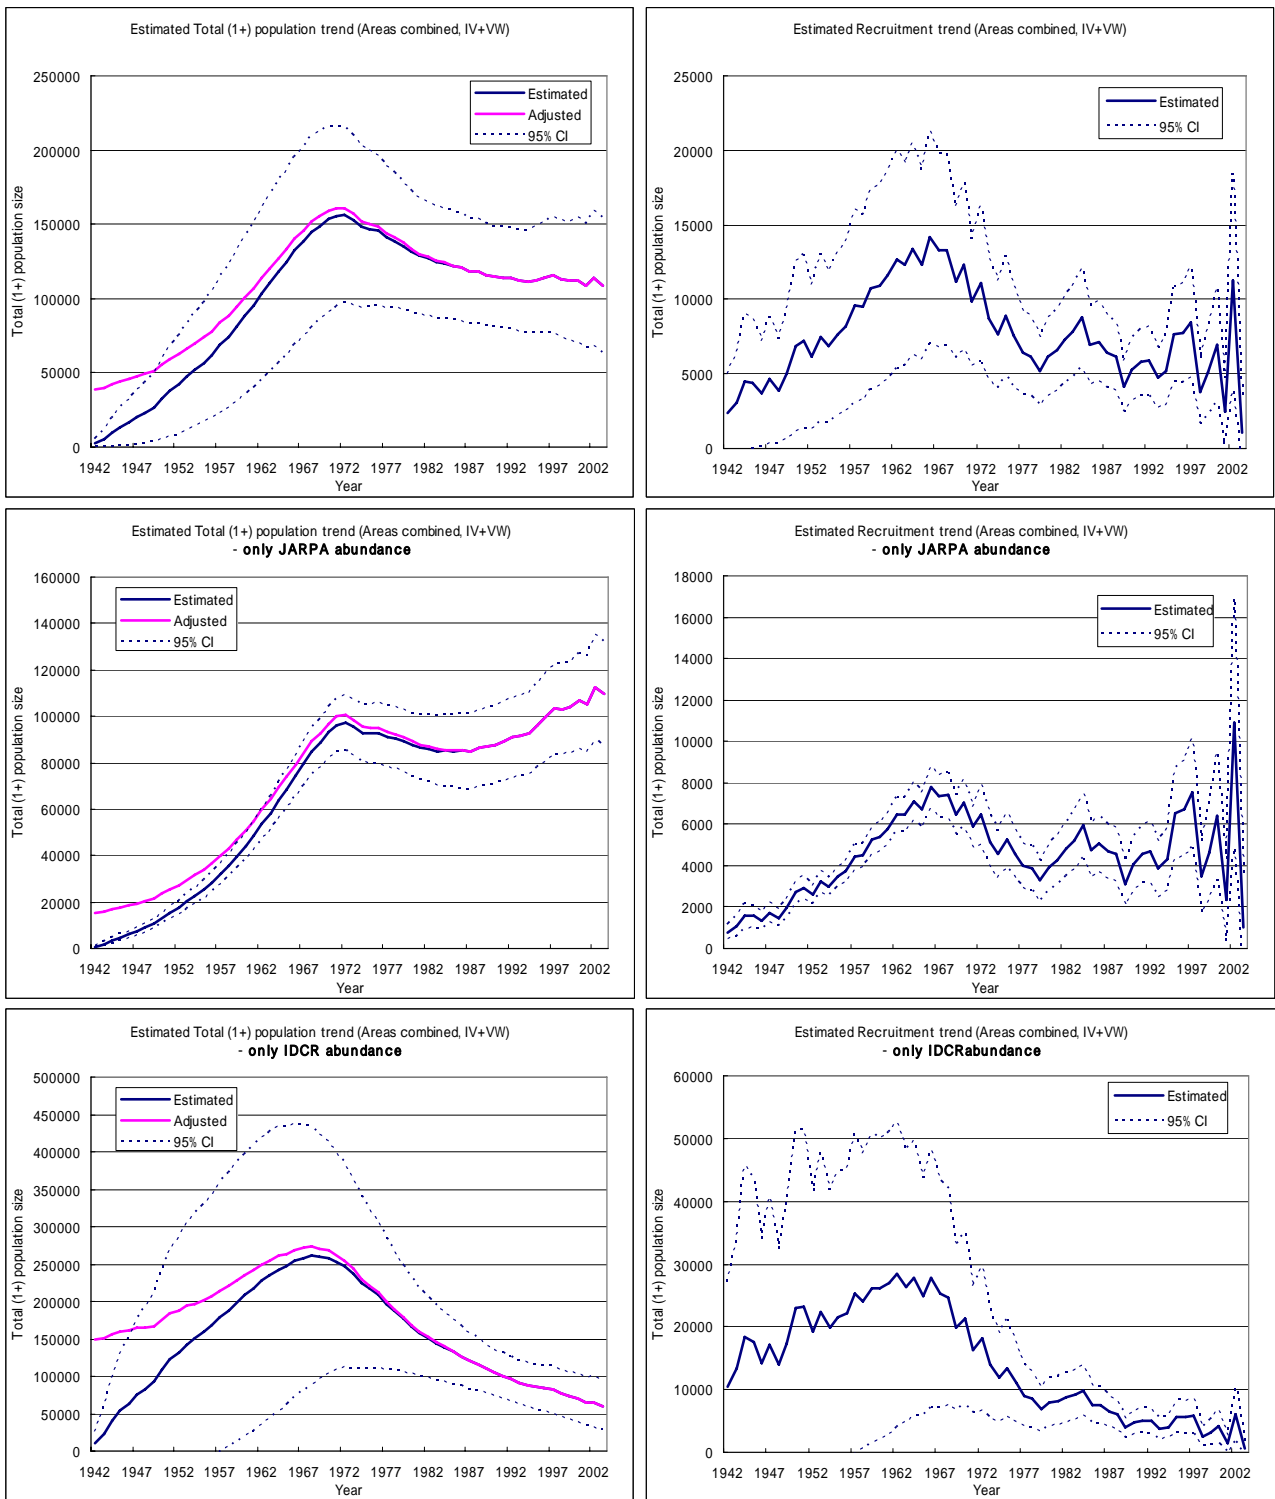 Estimated Total (1+) population trend (Areas combined, IV+VW)
250000
200000
150000
100000
50000
0
Total (1+) population size
Estimated
Adjusted
95% CI
1942 1947 1952 1957 1962 1967 1972 1977 1982 1987 1992 1997 2002
Year
Estimated Recruitment trend (Areas combined, IV+VW)
25000
20000
15000
10000
5000
0
Total (1+) population size
Estimated
95% CI
1942 1947 1952 1957 1962 1967 1972 1977 1982 1987 1992 1997 2002
Year
Estimated Total (1+) population trend (Areas combined, IV+VW)
- only JARPA abundance
160000
140000
120000
100000
80000
60000
40000
20000
0
Total (1+) population size
Estimated
Adjusted
95% CI
1942 1947 1952 1957 1962 1967 1972 1977 1982 1987 1992 1997 2002
Year
Estimated Recruitment trend (Areas combined, IV+VW)
- only JARPA abundance
18000
16000
14000
12000
10000
8000
6000
4000
2000
0
Total (1+) population size
Estimated
95% CI
1942 1947 1952 1957 1962 1967 1972 1977 1982 1987 1992 1997 2002
Year
Estimated Total (1+) population trend (Areas combined, IV+VW)
- only IDCR abundance
500000
450000
400000
350000
300000
250000
200000
150000
100000
50000
0
Total (1+) population size
Estimated
Adjusted
95% CI
1942 1947 1952 1957 1962 1967 1972 1977 1982 1987 1992 1997 2002
Year
Estimated Recruitment trend (Areas combined, IV+VW)
- only IDCRabundance
60000
50000
40000
30000
20000
10000
0
Total (1+) population size
Estimated
95% CI
1942 1947 1952 1957 1962 1967 1972 1977 1982 1987 1992 1997 2002
Year